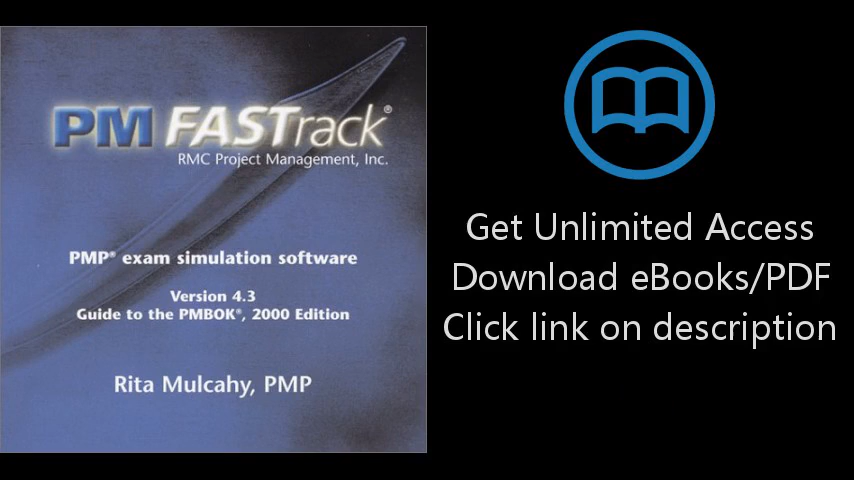 PM FASTrack®
RMC Project Management, Inc.
PMP® exam simulation software
Version 4.3
Guide to the PMBOK®, 2000 Edition
Rita Mulcahy, PMP
Get Unlimited Access
Download eBooks/PDF
Click link on description